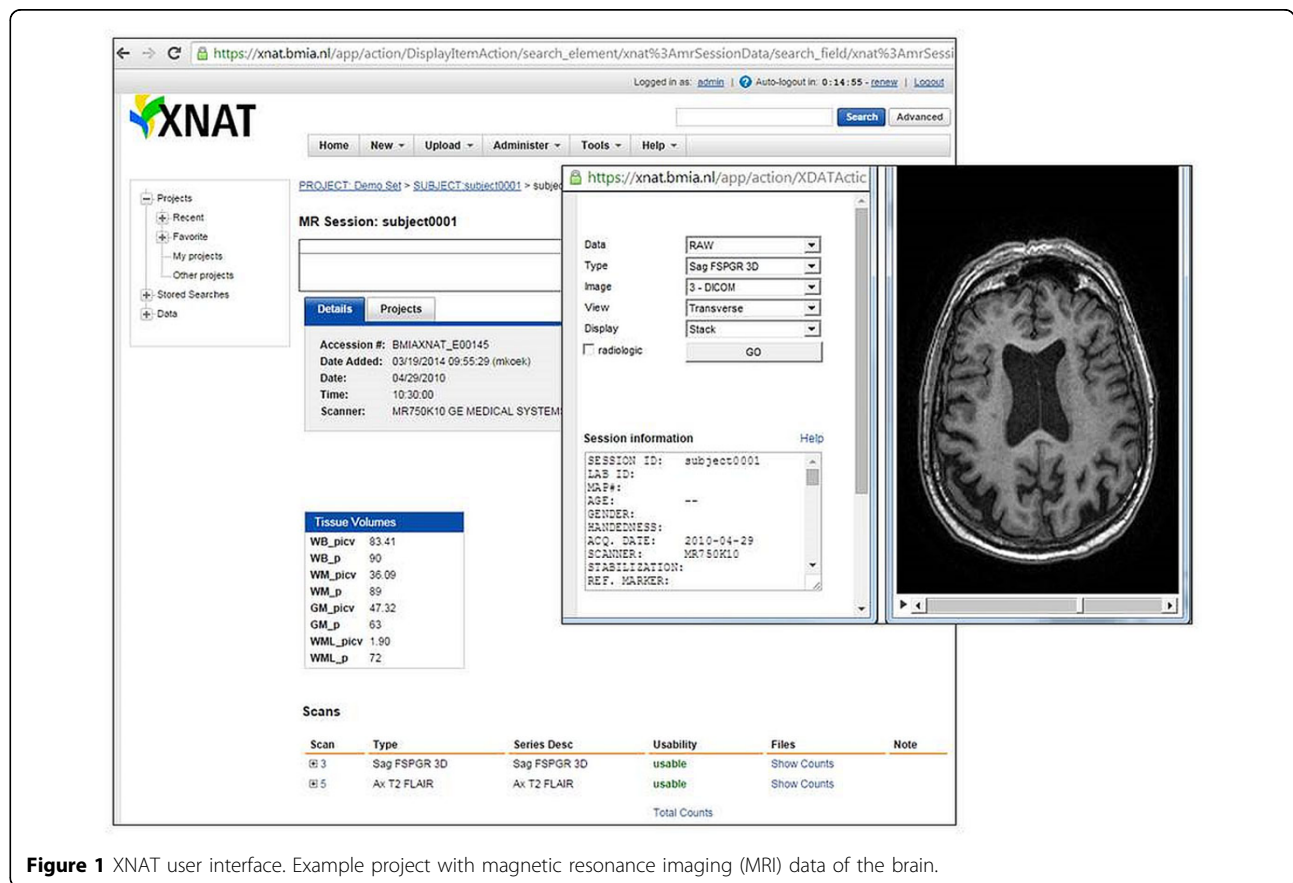 https://xnat.bmia.nl/app/action/DisplayItemAction/search_element/xnat%3AmrSessionData/search_field/xnat%3AmrSessi
Logged in as: admin | Auto-logout in: 0:14:55 - renew | Logout
XNAT
Search Advanced
Home New Upload Administer Tools Help
Projects
Recent
Favorite
My projects
Other projects
Stored Searches
Data
PROJECT: Demo Set > SUBJECT:subject0001 > subjec
MR Session: subject0001
Details Projects
Accession #: BMIAXNAT_E00145
Date Added: 03/19/2014 09:55:29 (mkoek)
Date: 04/29/2010
Time: 10:30:00
Scanner: MR750K10 GE MEDICAL SYSTEMS
Tissue Volumes
WB_picv 83.41
WB_p 90
WM_picv 36.09
WM_p 89
GM_picv 47.32
GM_p 63
WML_picv 1.90
WML_p 72
Scans
Scan Type Series Desc Usability Files Note
3 Sag FSPGR 3D Sag FSPGR 3D usable Show Counts
5 Ax T2 FLAIR Ax T2 FLAIR usable Show Counts
Total Counts
https://xnat.bmia.nl/app/action/XDATActic
Data RAW
Type Sag FSPGR 3D
Image 3 - DICOM
View Transverse
Display Stack
radiologic GO
Session information Help
SESSION ID: subject0001
LAB ID:
MAP#:
AGE: --
GENDER:
HANDEDNESS:
ACQ. DATE: 2010-04-29
SCANNER: MR750K10
STABILIZATION:
REF. MARKER:
Figure 1 XNAT user interface. Example project with magnetic resonance imaging (MRI) data of the brain.